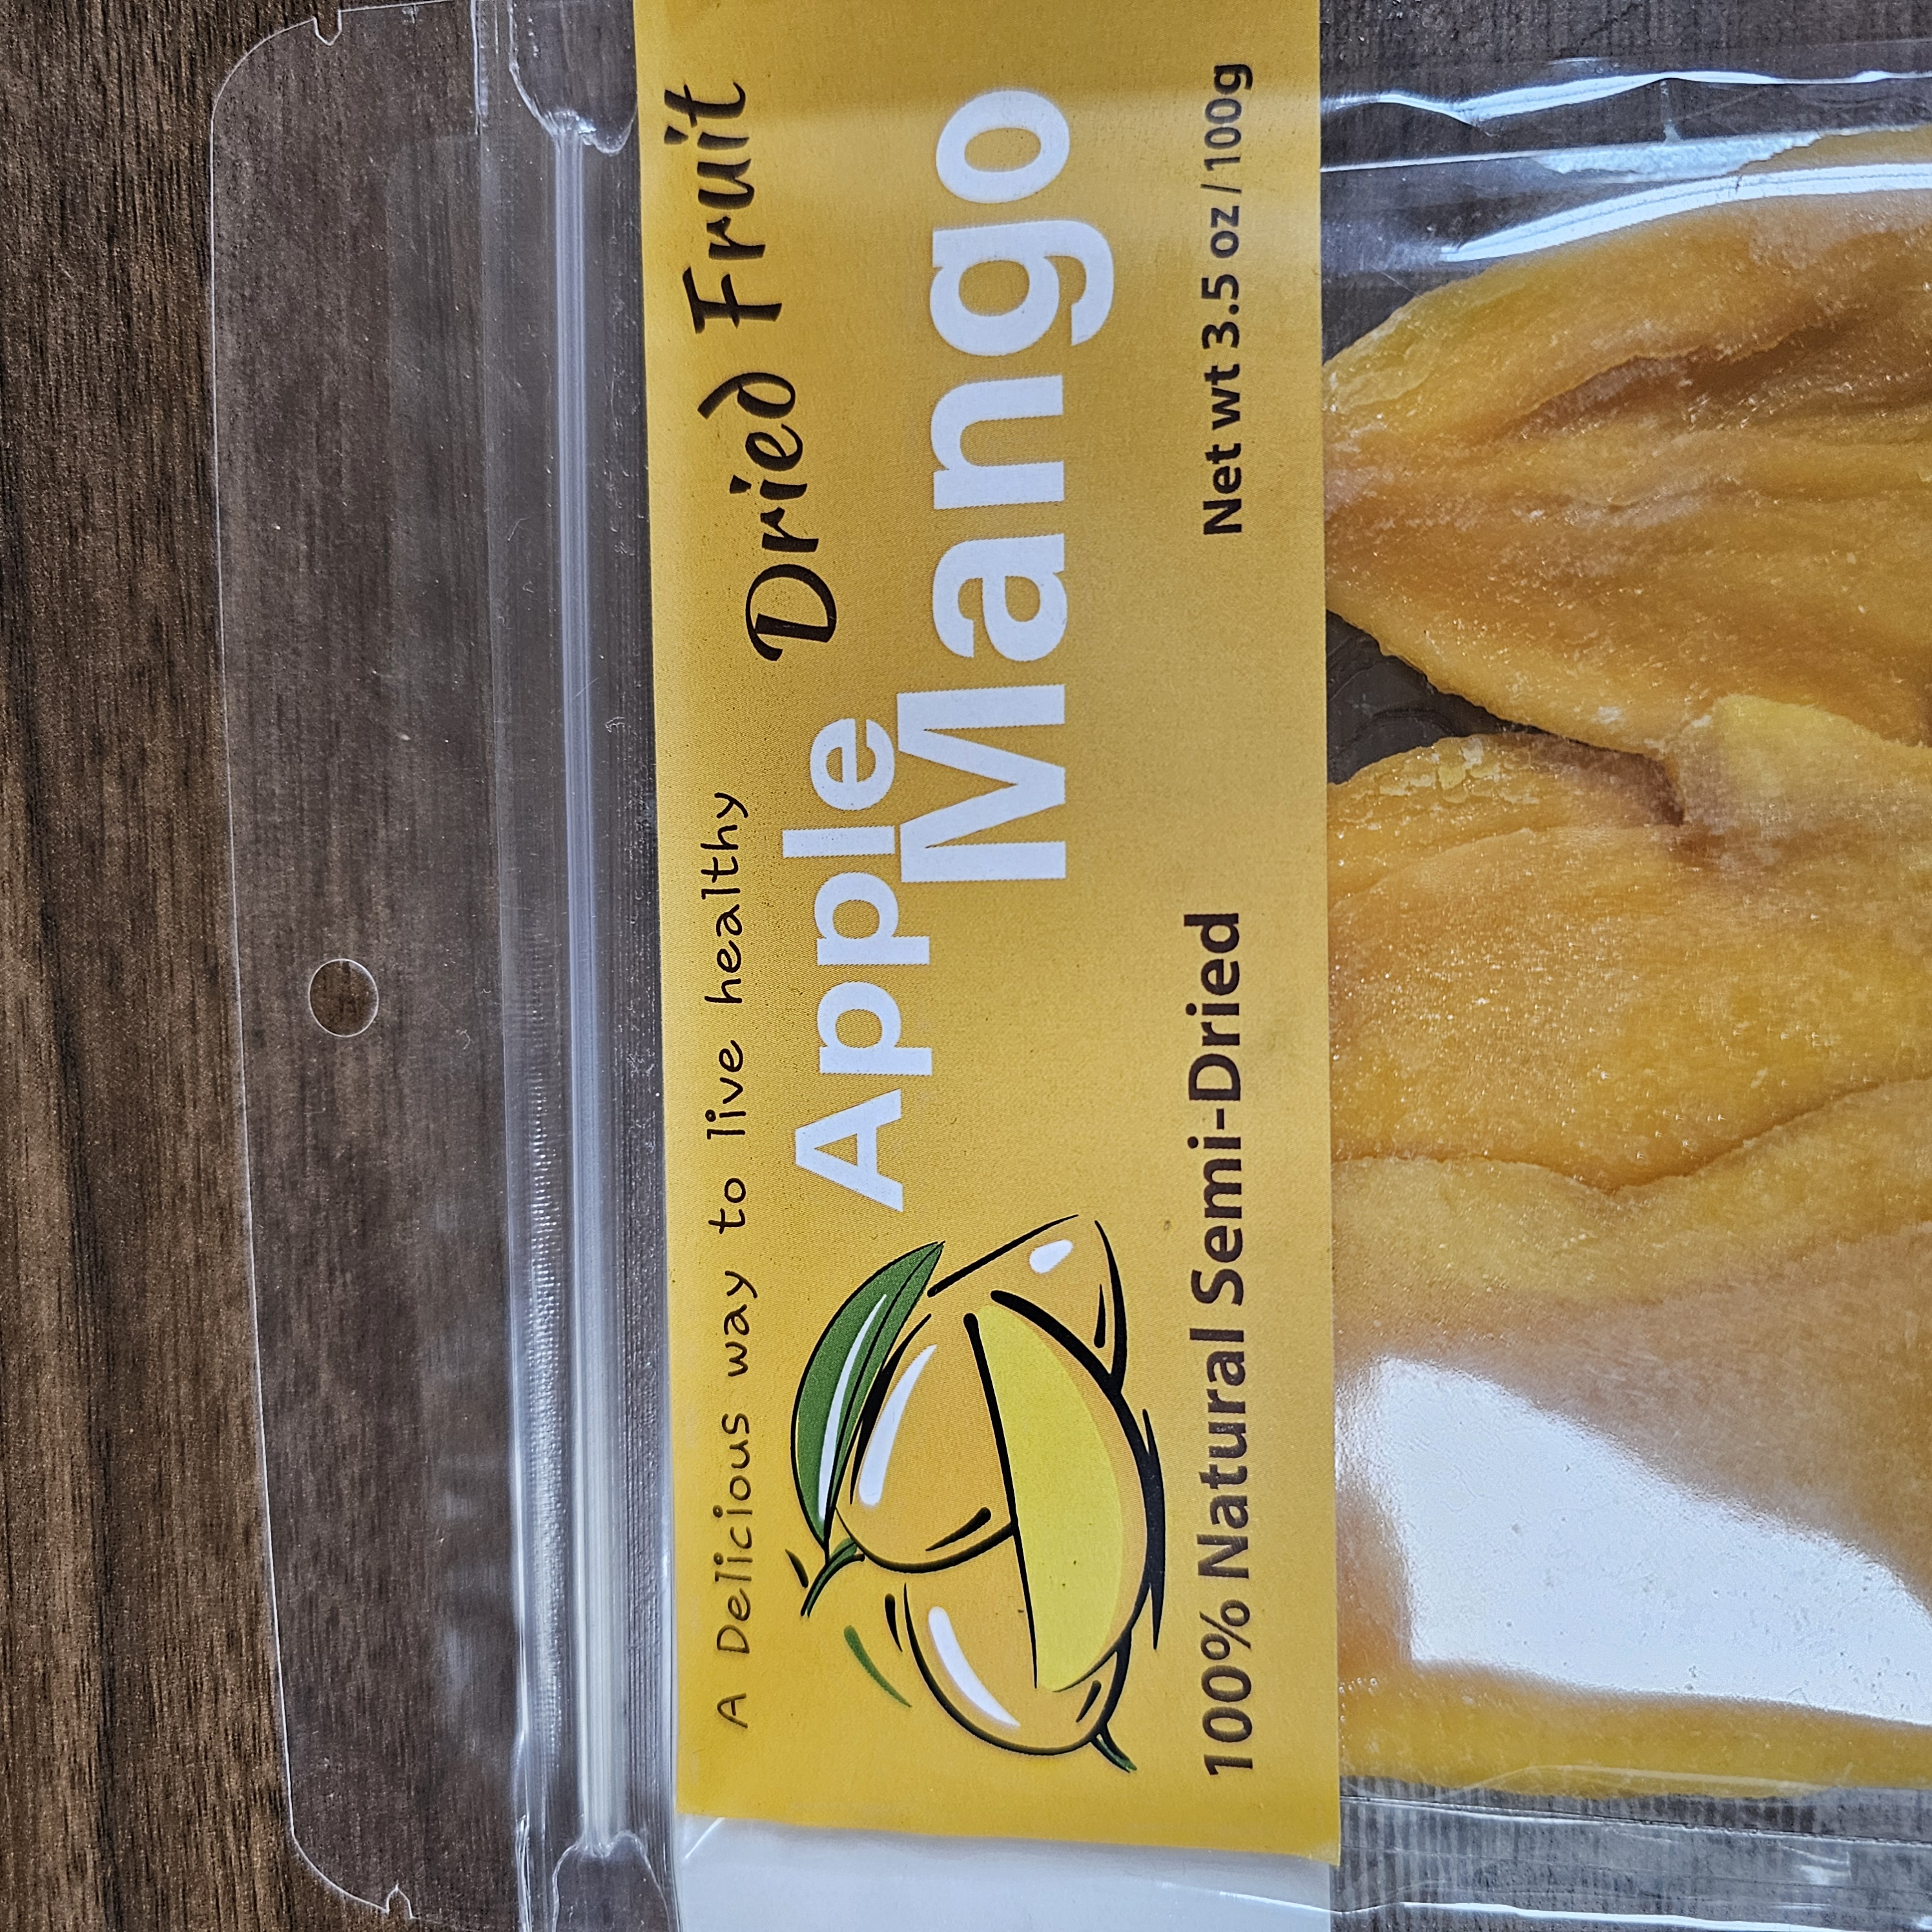 A Delicious way to live healthy
Dried Fruit
Apple
Mango
100% Natural Semi-Dried
Net wt 3.5 oz / 100g